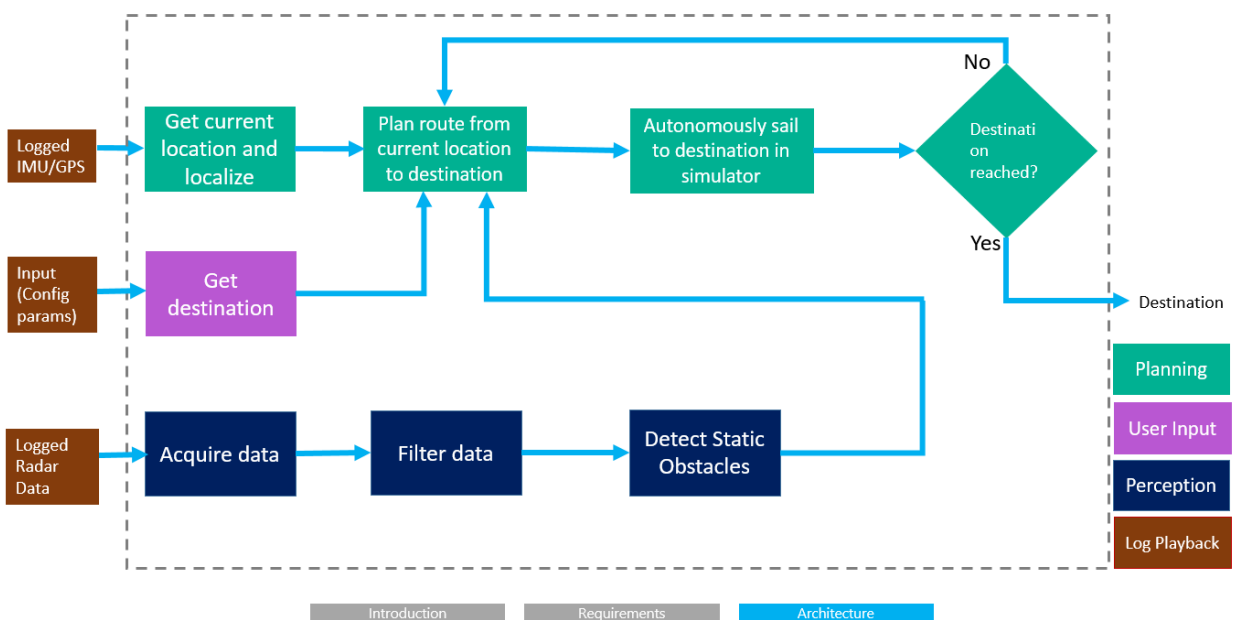 No
Logged
IMU/GPS
Get current
location and
localize
Plan route from
current location
to destination
Autonomously sail
to destination in
simulator
Destinati
on
reached?
Yes
Input
(Config
params)
Get
destination
Destination
Logged
Radar
Data
Acquire data
Filter data
Detect Static
Obstacles
Planning
User Input
Perception
Log Playback
Introduction
Requirements
Architecture